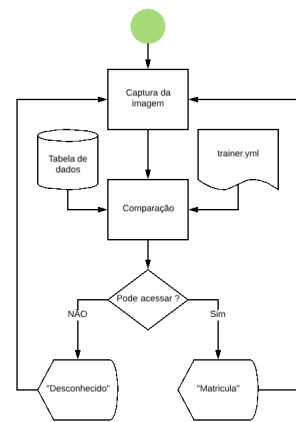 Captura da
imagem
Tabela de
dados
trainer.yml
Comparação
Pode acessar ?
NÃO
Sim
"Desconhecido"
"Matricula"